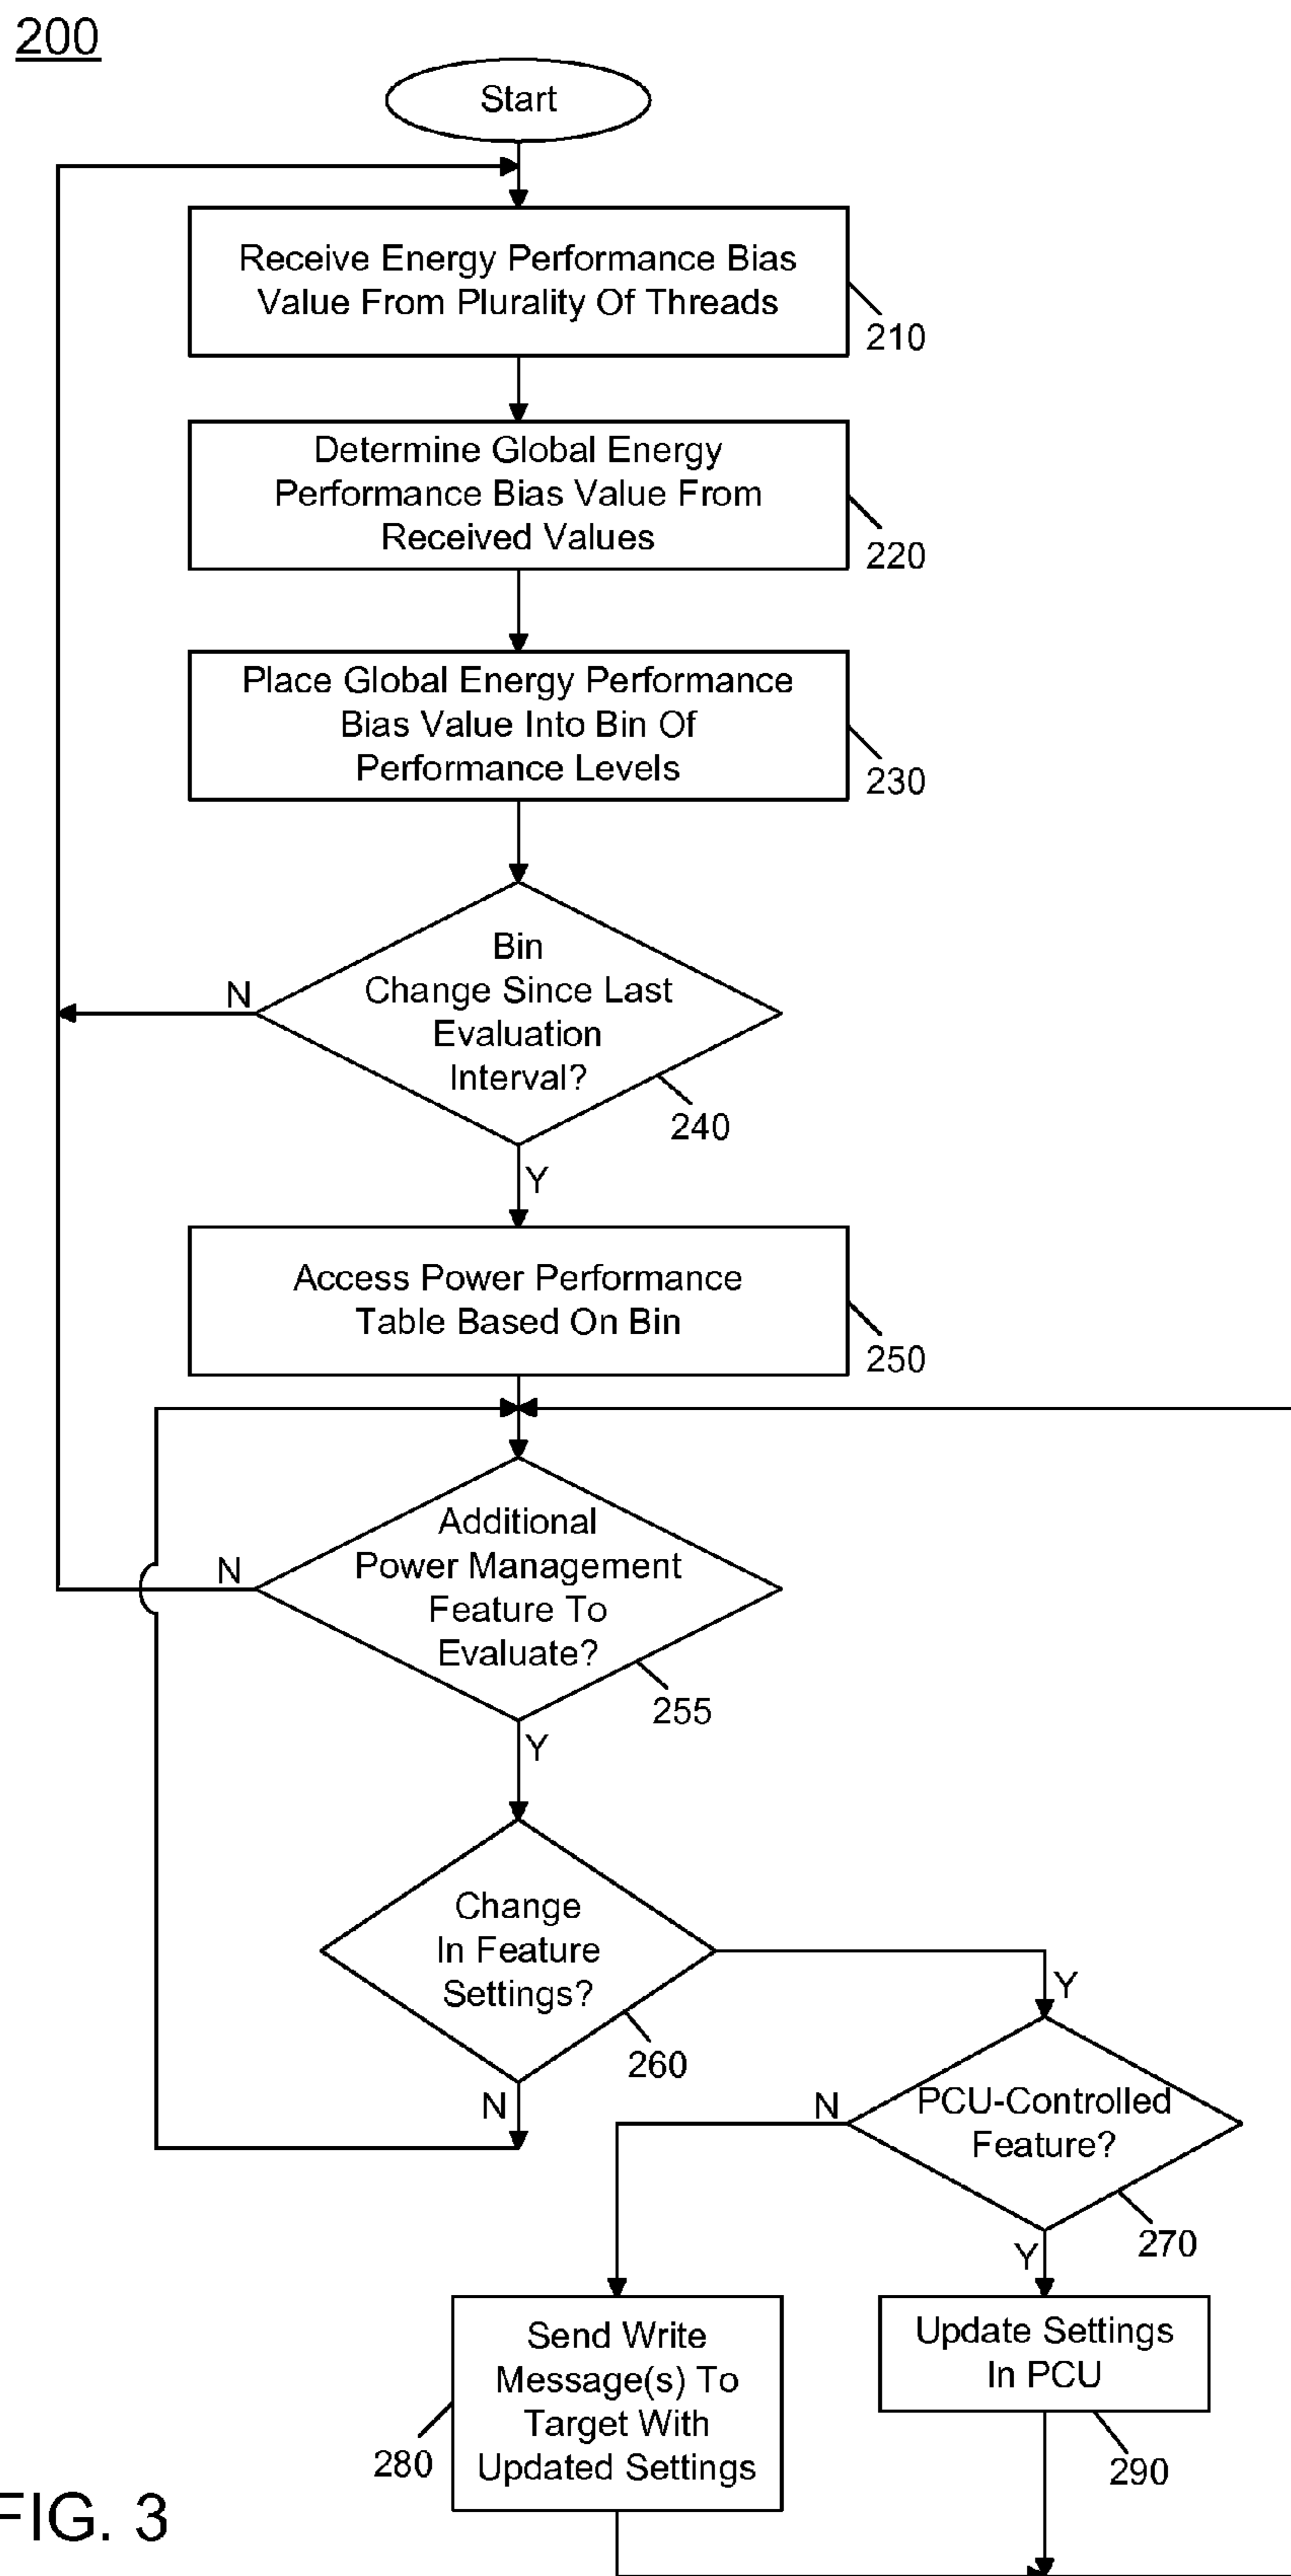 200
Start
Receive Energy Performance Bias
Value From Plurality Of Threads
210
Determine Global Energy
Performance Bias Value From
Received Values
220
Place Global Energy Performance
Bias Value Into Bin Of
Performance Levels
230
Bin
Change Since Last
Evaluation
Interval?
N
240
Y
Access Power Performance
Table Based On Bin
250
Additional
Power Management
Feature To
Evaluate?
N
255
Y
Change
In Feature
Settings?
Y
260
N
PCU-Controlled
Feature?
N
270
Y
Send Write
Message(s) To
Target With
Updated Settings
280
Update Settings
In PCU
290
FIG. 3